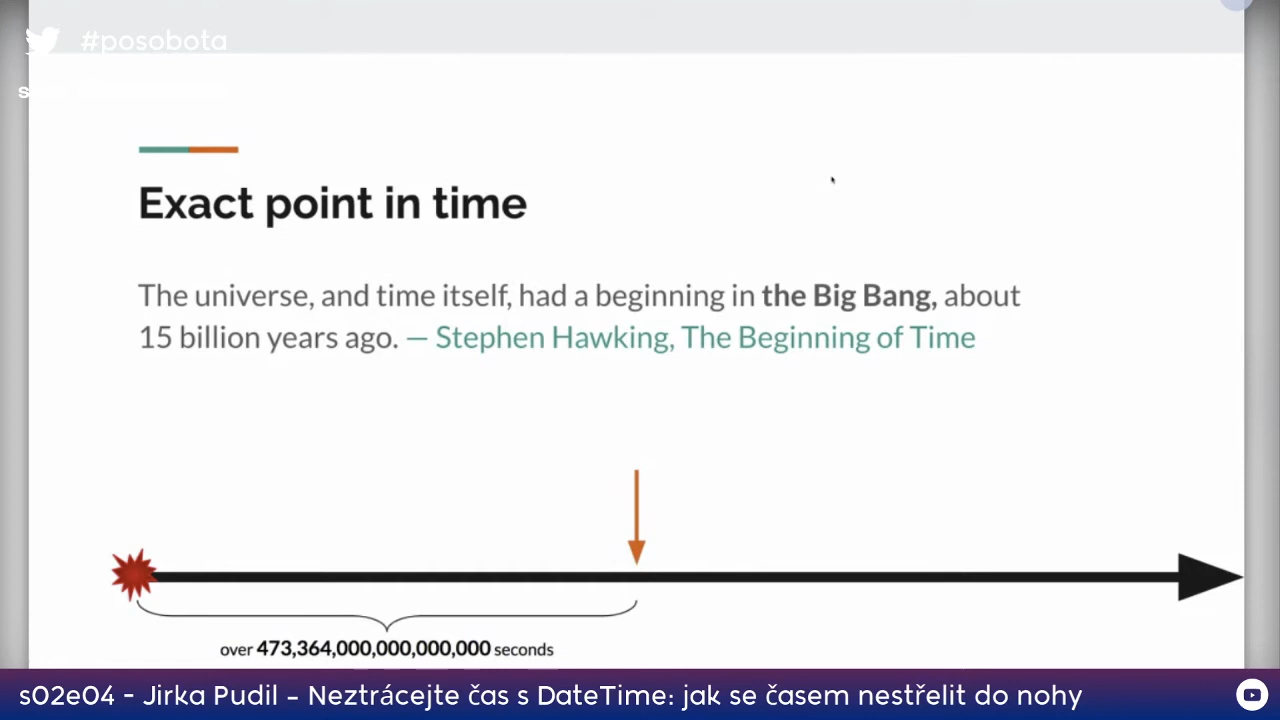 #posobota
Exact point in time
The universe, and time itself, had a beginning in the Big Bang, about
15 billion years ago. — Stephen Hawking, The Beginning of Time
over 473,364,000,000,000,000 seconds
s02e04 - Jirka Pudil – Neztrácejte čas s DateTime: jak se časem nestřelit do nohy